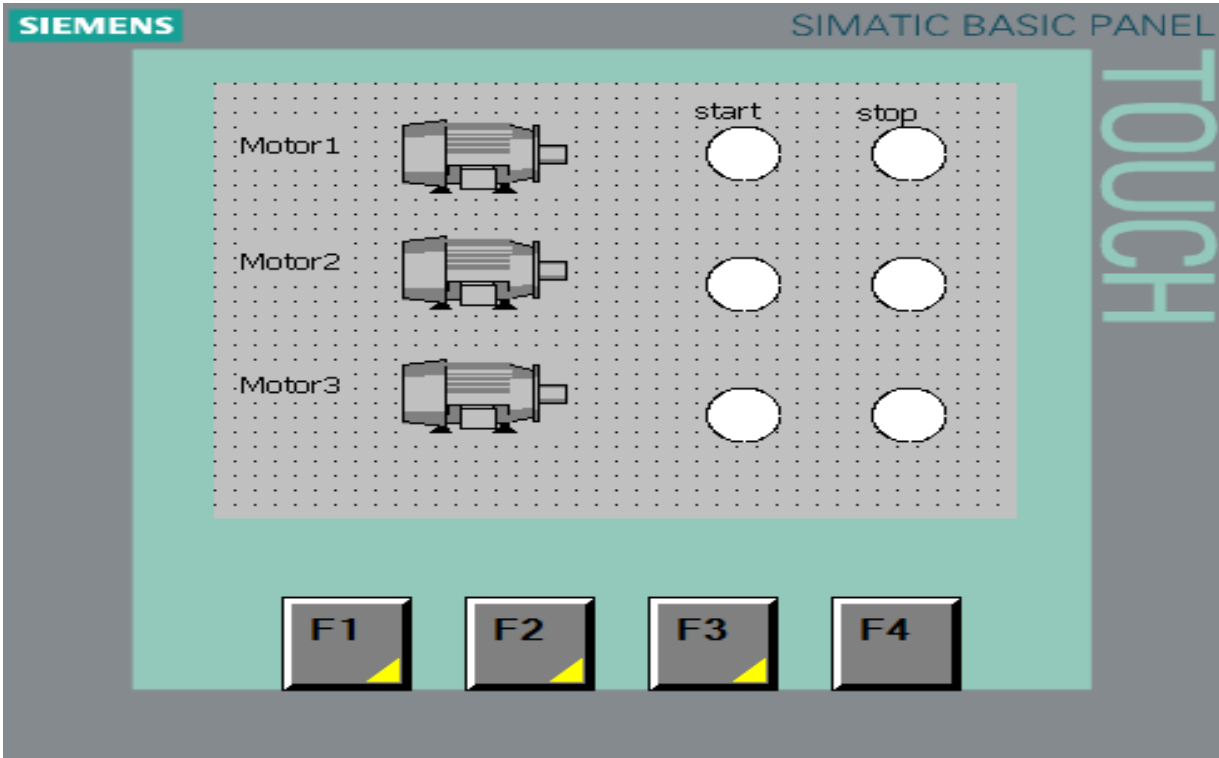 SIEMENS
SIMATIC BASIC PANEL
TOUCH
start stop
Motor1
Motor2
Motor3
F1 F2 F3 F4